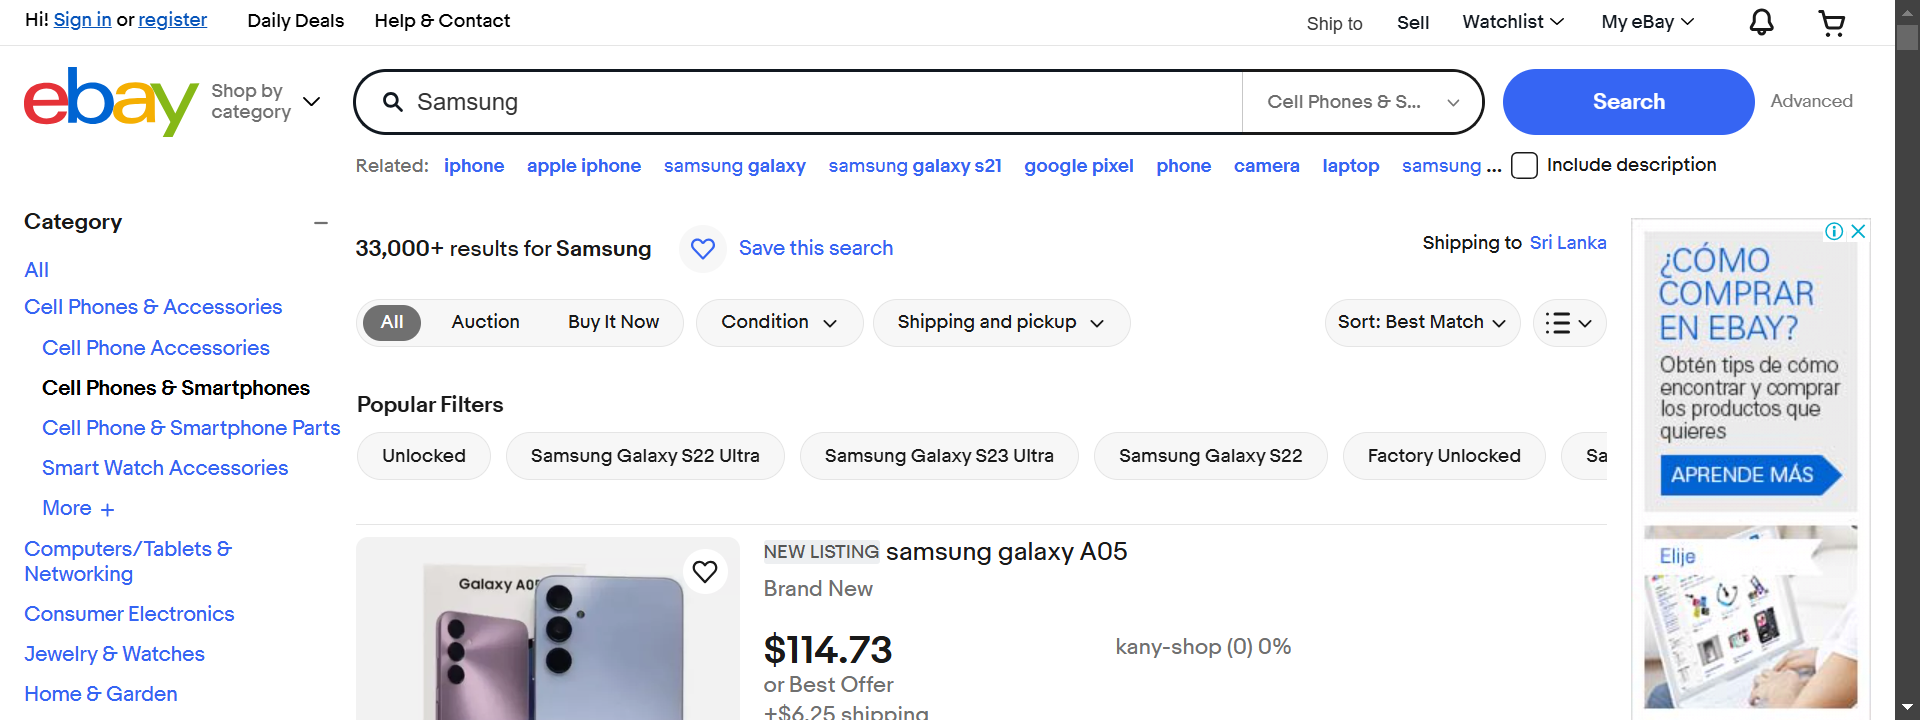 Hi! Sign in or register Daily Deals Help & Contact Ship to Sell Watchlist My eBay
ebay Shop by category Samsung Cell Phones & S... Search Advanced
Related: iphone apple iphone samsung galaxy samsung galaxy s21 google pixel phone camera laptop samsung ... Include description
Category
All
Cell Phones & Accessories
Cell Phone Accessories
Cell Phones & Smartphones
Cell Phone & Smartphone Parts
Smart Watch Accessories
More +
Computers/Tablets &
Networking
Consumer Electronics
Jewelry & Watches
Home & Garden
33,000+ results for Samsung Save this search Shipping to Sri Lanka
All Auction Buy It Now Condition Shipping and pickup Sort: Best Match
Popular Filters
Unlocked Samsung Galaxy S22 Ultra Samsung Galaxy S23 Ultra Samsung Galaxy S22 Factory Unlocked Sa
Galaxy A05
NEW LISTING samsung galaxy A05
Brand New
$114.73 kany-shop (0) 0%
or Best Offer
+$6.25 shipping
¿CÓMO
COMPRAR
EN EBAY?
Obtén tips de cómo
encontrar y comprar
los productos que
quieres
APRENDE MÁS
Elije